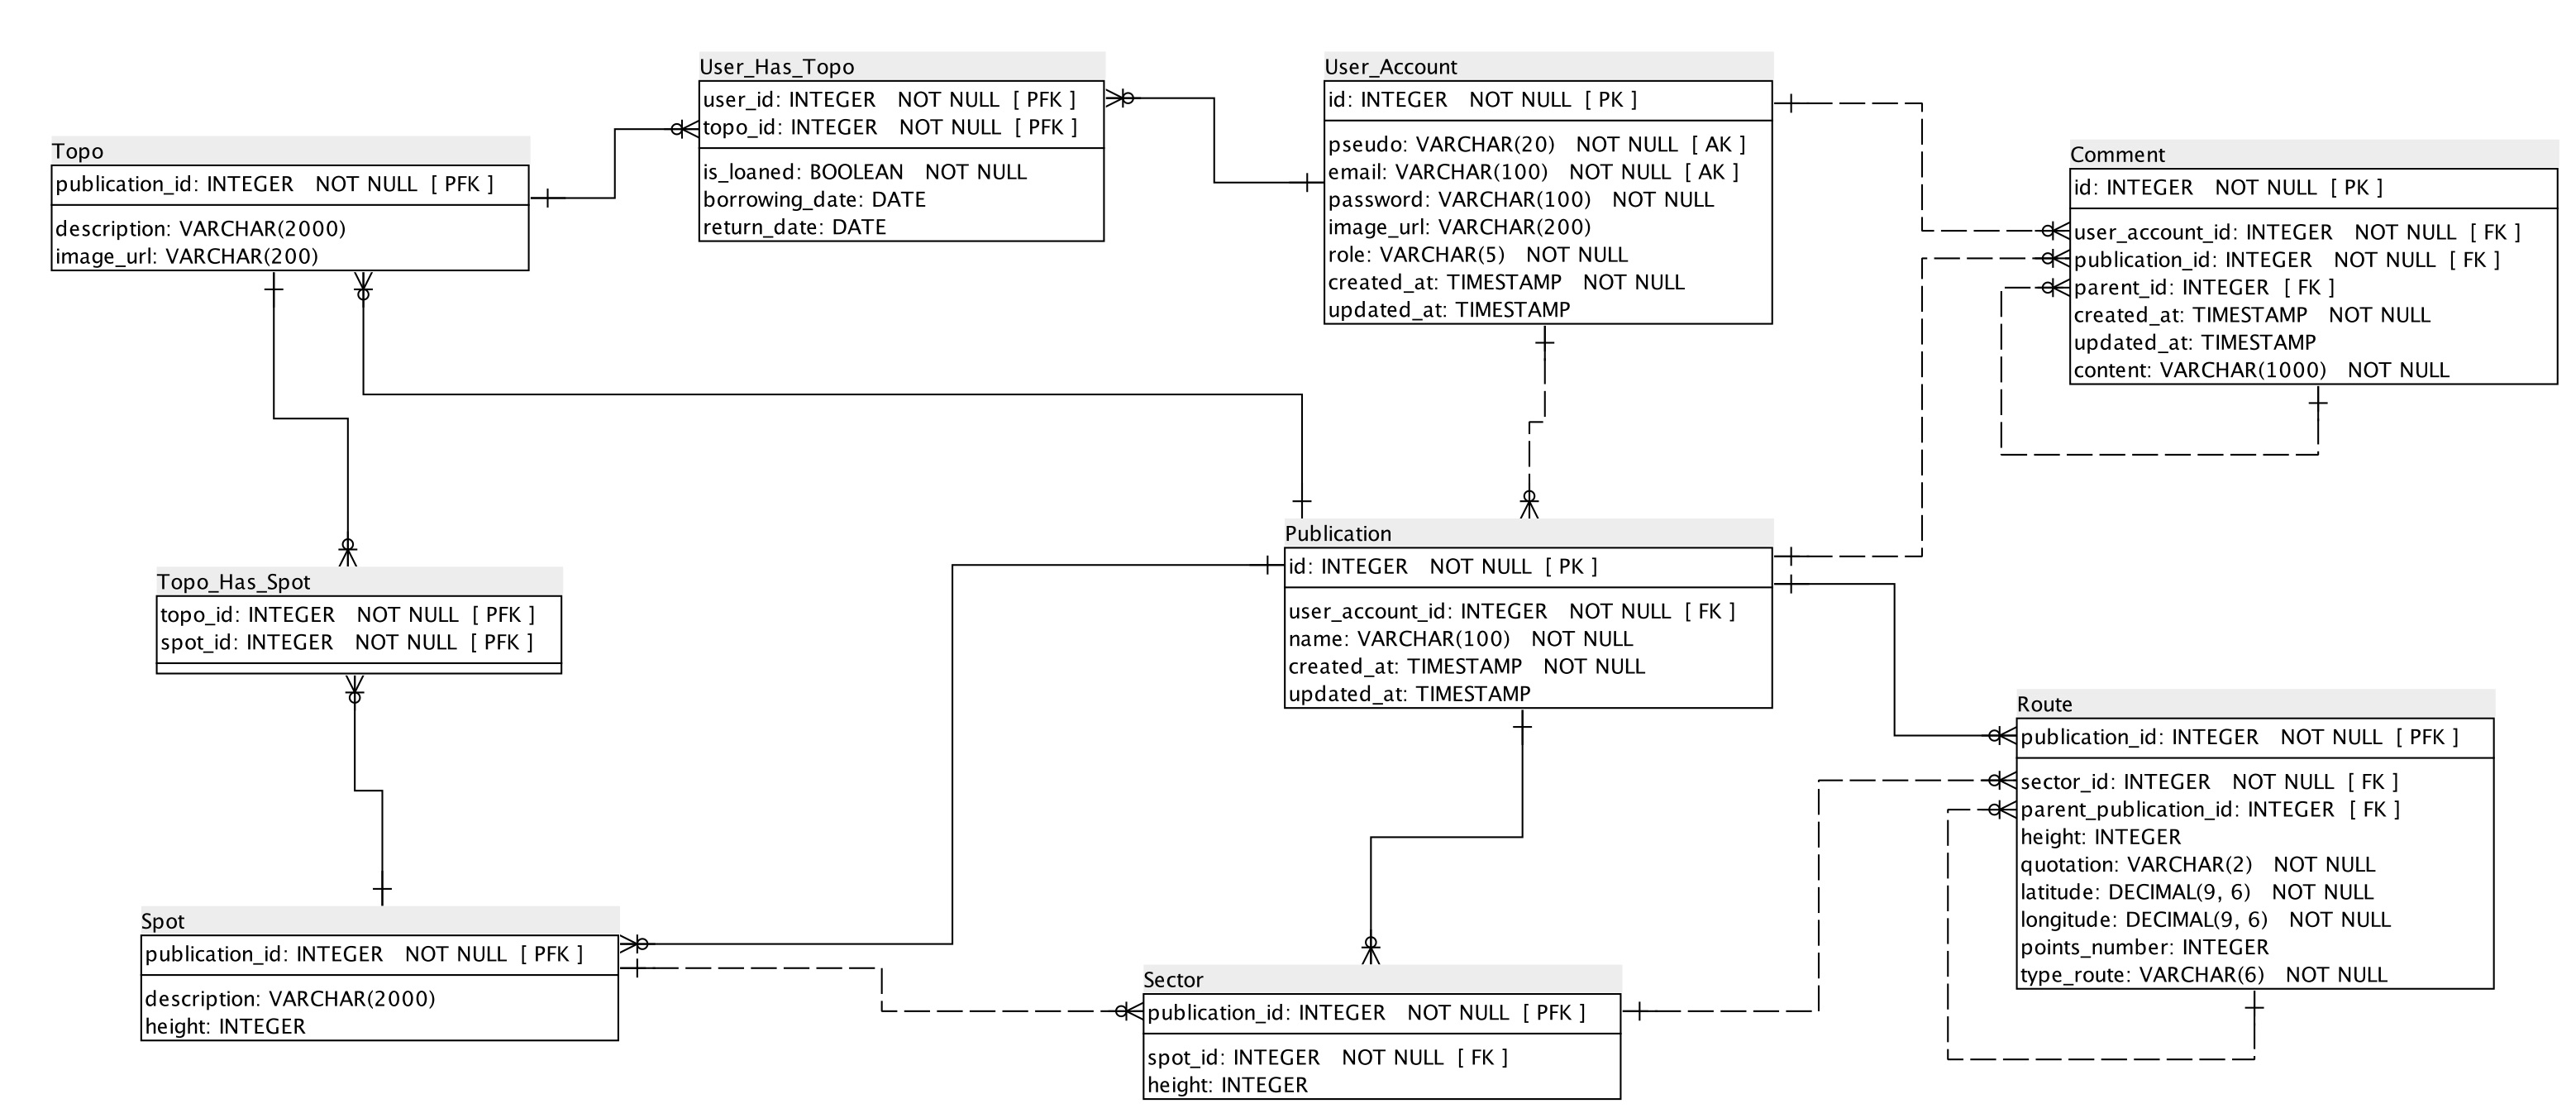 User_Has_Topo
user_id: INTEGER NOT NULL [ PFK ]
topo_id: INTEGER NOT NULL [ PFK ]
is_loaned: BOOLEAN NOT NULL
borrowing_date: DATE
return_date: DATE
User_Account
id: INTEGER NOT NULL [ PK ]
pseudo: VARCHAR(20) NOT NULL [ AK ]
email: VARCHAR(100) NOT NULL [ AK ]
password: VARCHAR(100) NOT NULL
image_url: VARCHAR(200)
role: VARCHAR(5) NOT NULL
created_at: TIMESTAMP NOT NULL
updated_at: TIMESTAMP
Topo
publication_id: INTEGER NOT NULL [ PFK ]
description: VARCHAR(2000)
image_url: VARCHAR(200)
Comment
id: INTEGER NOT NULL [ PK ]
user_account_id: INTEGER NOT NULL [ FK ]
publication_id: INTEGER NOT NULL [ FK ]
parent_id: INTEGER [ FK ]
created_at: TIMESTAMP NOT NULL
updated_at: TIMESTAMP
content: VARCHAR(1000) NOT NULL
Publication
id: INTEGER NOT NULL [ PK ]
user_account_id: INTEGER NOT NULL [ FK ]
name: VARCHAR(100) NOT NULL
created_at: TIMESTAMP NOT NULL
updated_at: TIMESTAMP
Topo_Has_Spot
topo_id: INTEGER NOT NULL [ PFK ]
spot_id: INTEGER NOT NULL [ PFK ]
Route
publication_id: INTEGER NOT NULL [ PFK ]
sector_id: INTEGER NOT NULL [ FK ]
parent_publication_id: INTEGER [ FK ]
height: INTEGER
quotation: VARCHAR(2) NOT NULL
latitude: DECIMAL(9, 6) NOT NULL
longitude: DECIMAL(9, 6) NOT NULL
points_number: INTEGER
type_route: VARCHAR(6) NOT NULL
Spot
publication_id: INTEGER NOT NULL [ PFK ]
description: VARCHAR(2000)
height: INTEGER
Sector
publication_id: INTEGER NOT NULL [ PFK ]
spot_id: INTEGER NOT NULL [ FK ]
height: INTEGER